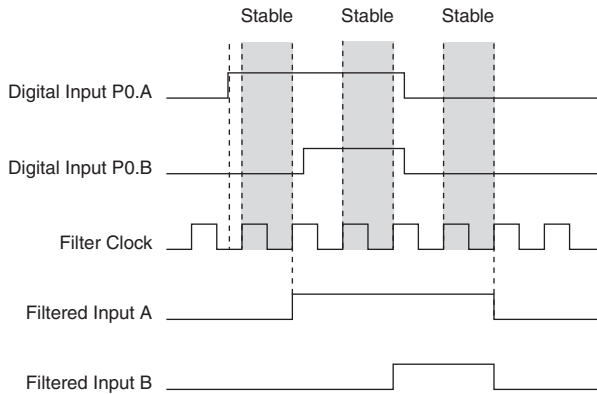 Stable Stable Stable
Digital Input P0.A
Digital Input P0.B
Filter Clock
Filtered Input A
Filtered Input B